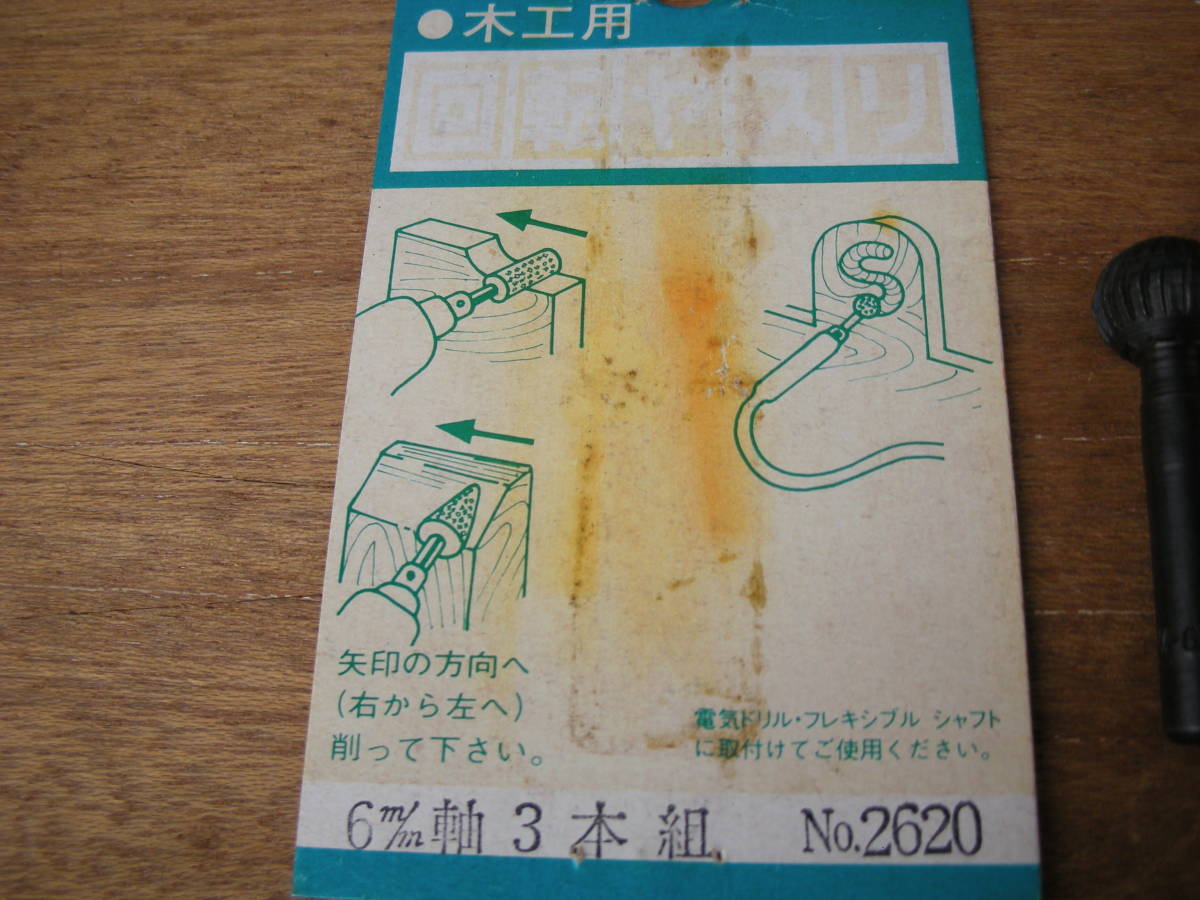 ●木工用
回転ヤスリ
矢印の方向へ
(右から左へ)
削って下さい。
電気ドリル・フレキシブル シャフト
に取付けてご使用ください。
6m/m軸3本組 No.2620